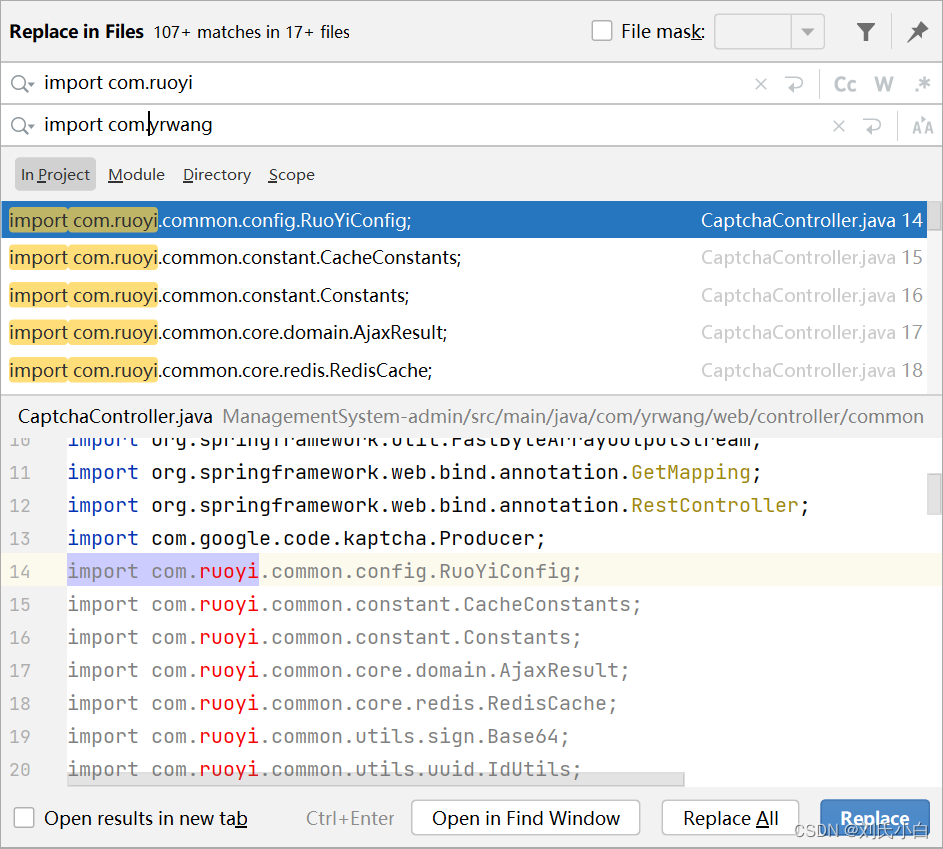 Replace in Files 107+ matches in 17+ files File mask:
import com.ruoyi Cc W .*
import com.yrwang
In Project Module Directory Scope
import com.ruoyi.common.config.RuoYiConfig; CaptchaController.java 14
import com.ruoyi.common.constant.CacheConstants; CaptchaController.java 15
import com.ruoyi.common.constant.Constants; CaptchaController.java 16
import com.ruoyi.common.core.domain.AjaxResult; CaptchaController.java 17
import com.ruoyi.common.core.redis.RedisCache; CaptchaController.java 18
CaptchaController.java ManagementSystem-admin/src/main/java/com/yrwang/web/controller/common
10 import org.springframework.util.FastByteArrayOutputStream;
11 import org.springframework.web.bind.annotation.GetMapping;
12 import org.springframework.web.bind.annotation.RestController;
13 import com.google.code.kaptcha.Producer;
14 import com.ruoyi.common.config.RuoYiConfig;
15 import com.ruoyi.common.constant.CacheConstants;
16 import com.ruoyi.common.constant.Constants;
17 import com.ruoyi.common.core.domain.AjaxResult;
18 import com.ruoyi.common.core.redis.RedisCache;
19 import com.ruoyi.common.utils.sign.Base64;
20 import com.ruoyi.common.utils.uuid.IdUtils;
Open results in new tab Ctrl+Enter Open in Find Window Replace All Replace
CSDN @刘氏小白